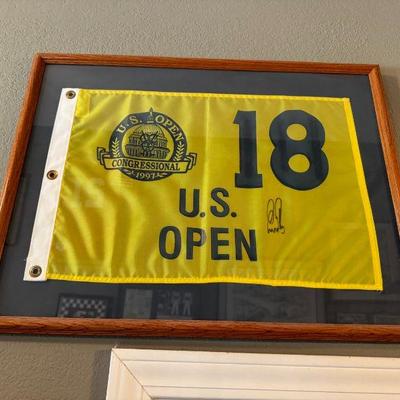 U.S. OPEN
CONGRESSIONAL
1997
18
U.S.
OPEN